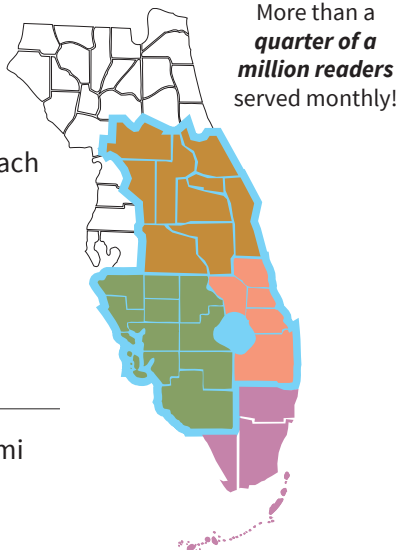 More than a
quarter of a
million readers
served monthly!
ach
mi